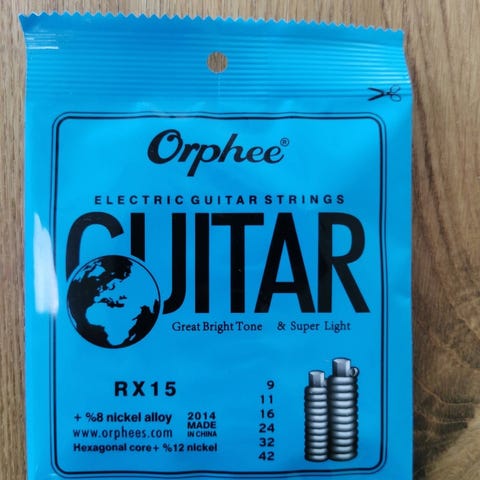 Orphee®
ELECTRIC GUITAR STRINGS
GUITAR
Great Bright Tone & Super Light
RX15
+ %8 nickel alloy
www.orphees.com
Hexagonal core+ %12 nickel
2014
MADE
IN CHINA
9
11
16
24
32
42